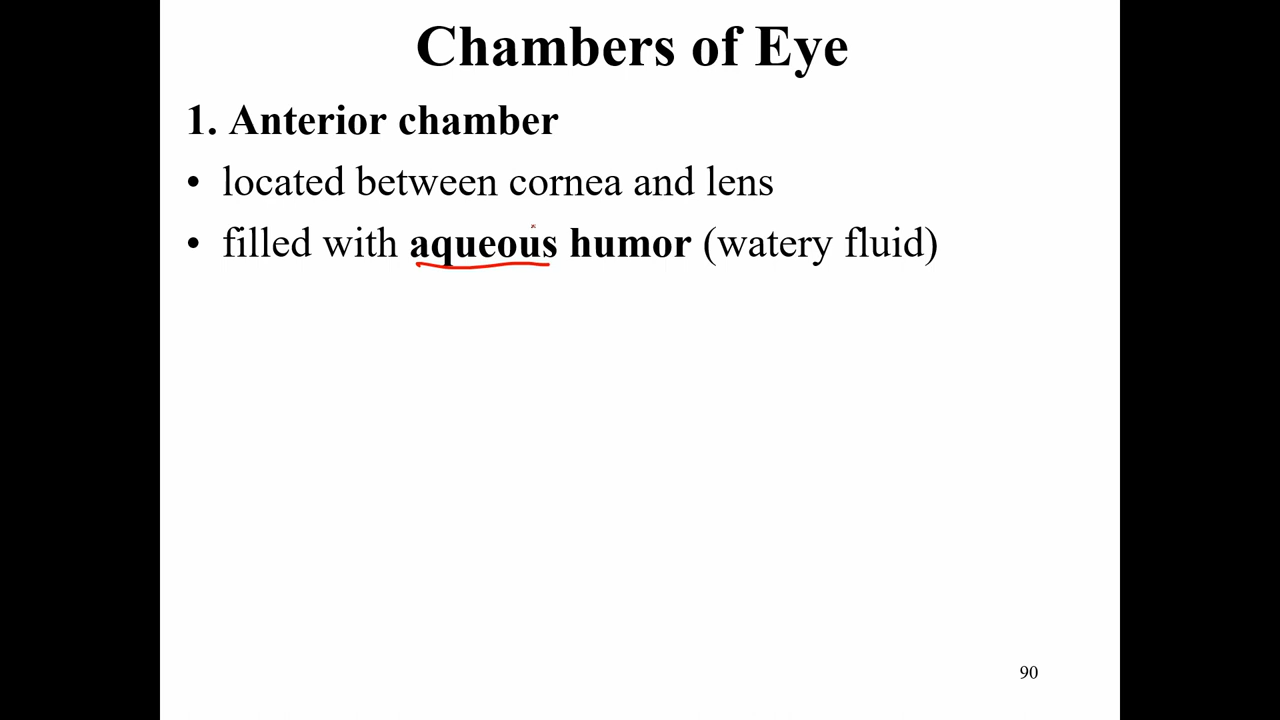 Chambers of Eye
1. Anterior chamber
• located between cornea and lens
• filled with aqueous humor (watery fluid)
90